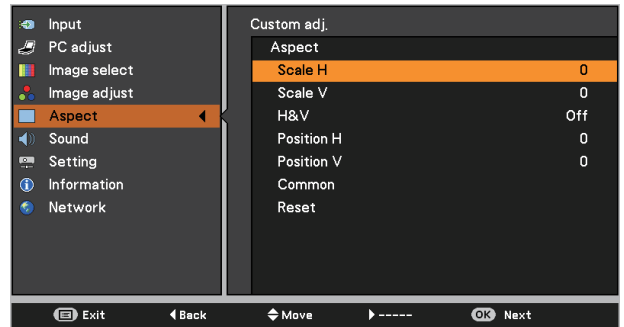 Input
PC adjust
Image select
Image adjust
Aspect
Sound
Setting
Information
Network
Custom adj.
Aspect
Scale H 0
Scale V 0
H&V Off
Position H 0
Position V 0
Common
Reset
Exit Back Move ----- OK Next